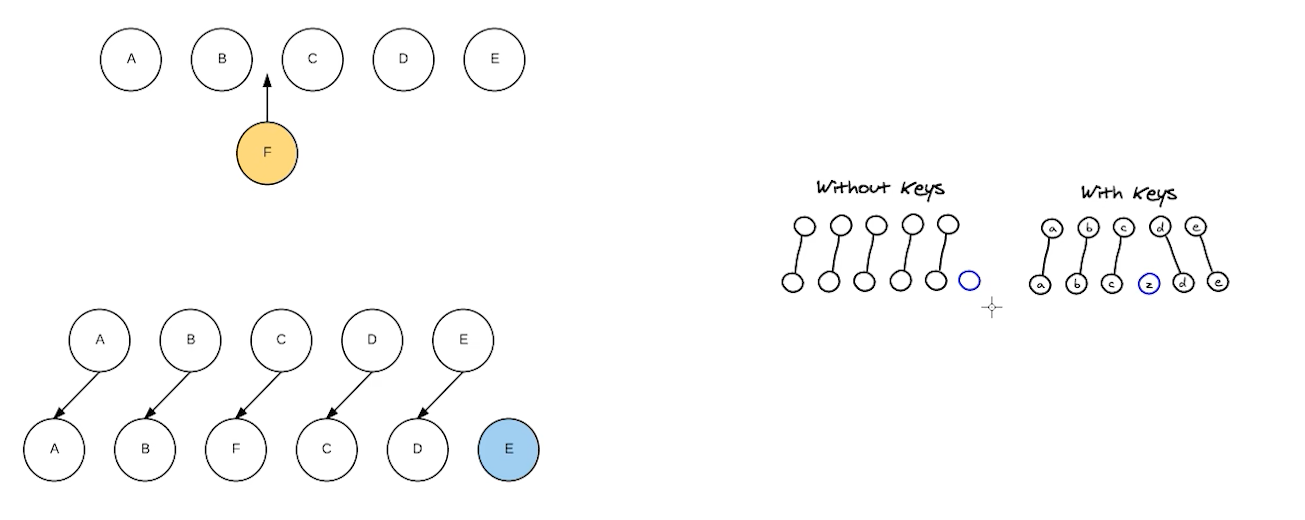 A B C D E
F
A B C D E
A B F C D E
Without Keys
With Keys
a b c d e
a b c z d e